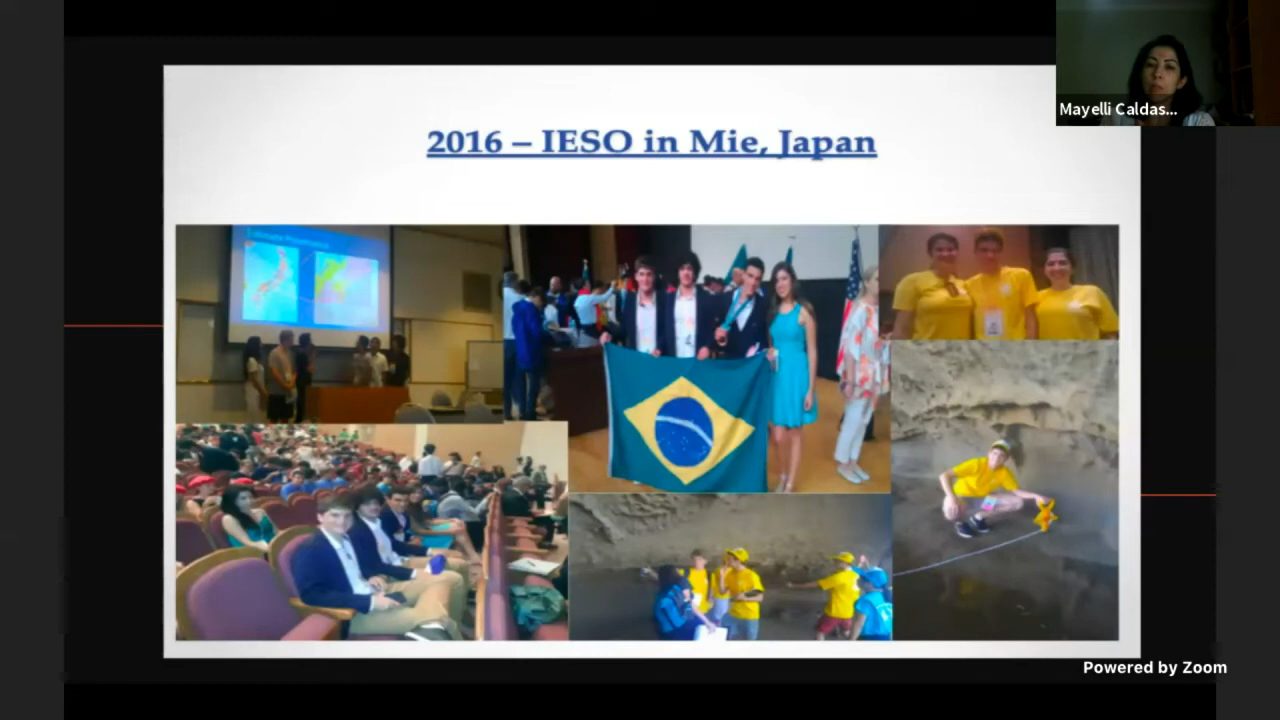 2016 – IESO in Mie, Japan
Mayelli Caldas...
Powered by Zoom